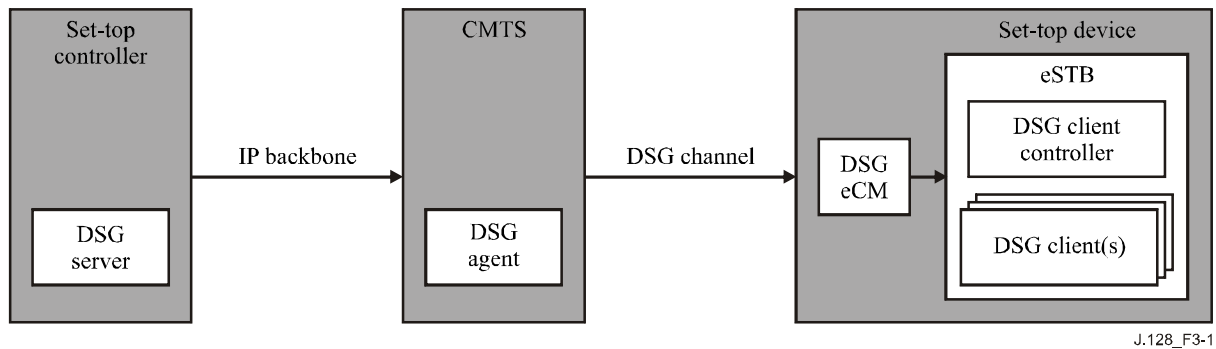 Set-top
controller
CMTS
Set-top device
eSTB
DSG client
controller
IP backbone
DSG channel
DSG
eCM
DSG
server
DSG
agent
DSG client(s)
J.128_F3-1